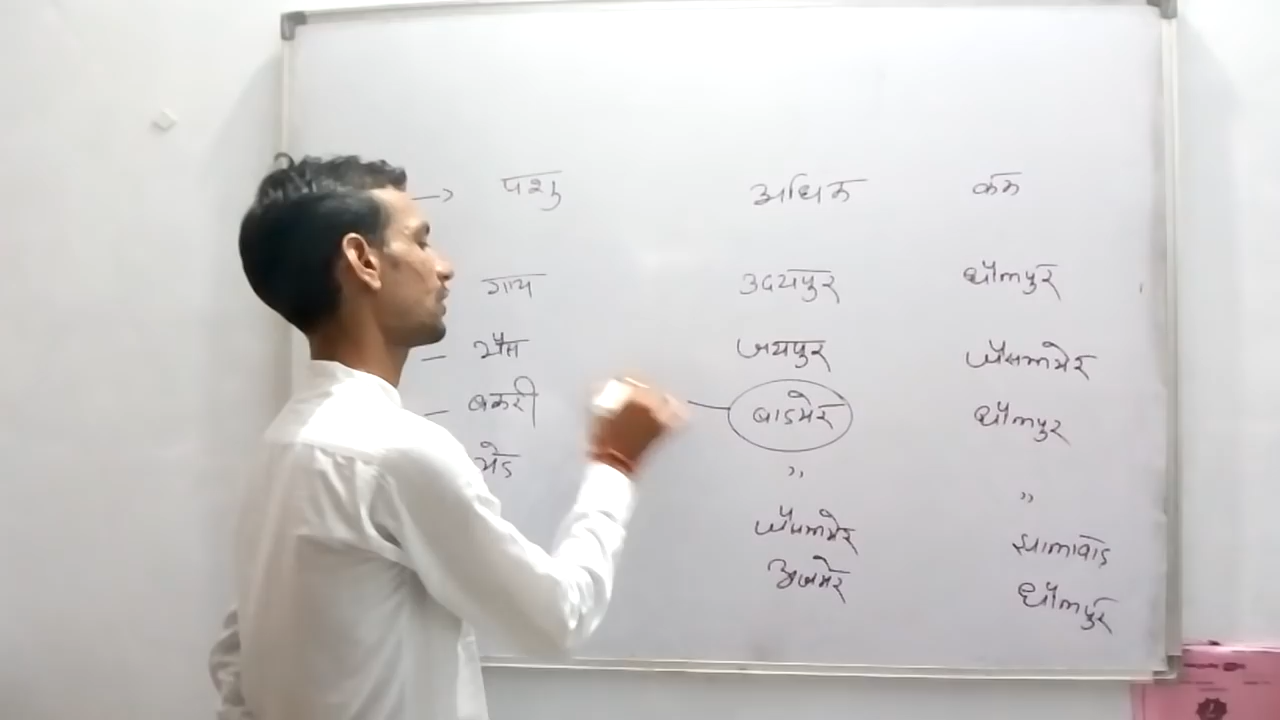 पशु अधिक कम
गाय उदयपुर धौलपुर
भैंस जयपुर जैसलमेर
बकरी बाडमेर धौलपुर
भेड " "
जैसलमेर झालावाड
अजमेर धौलपुर